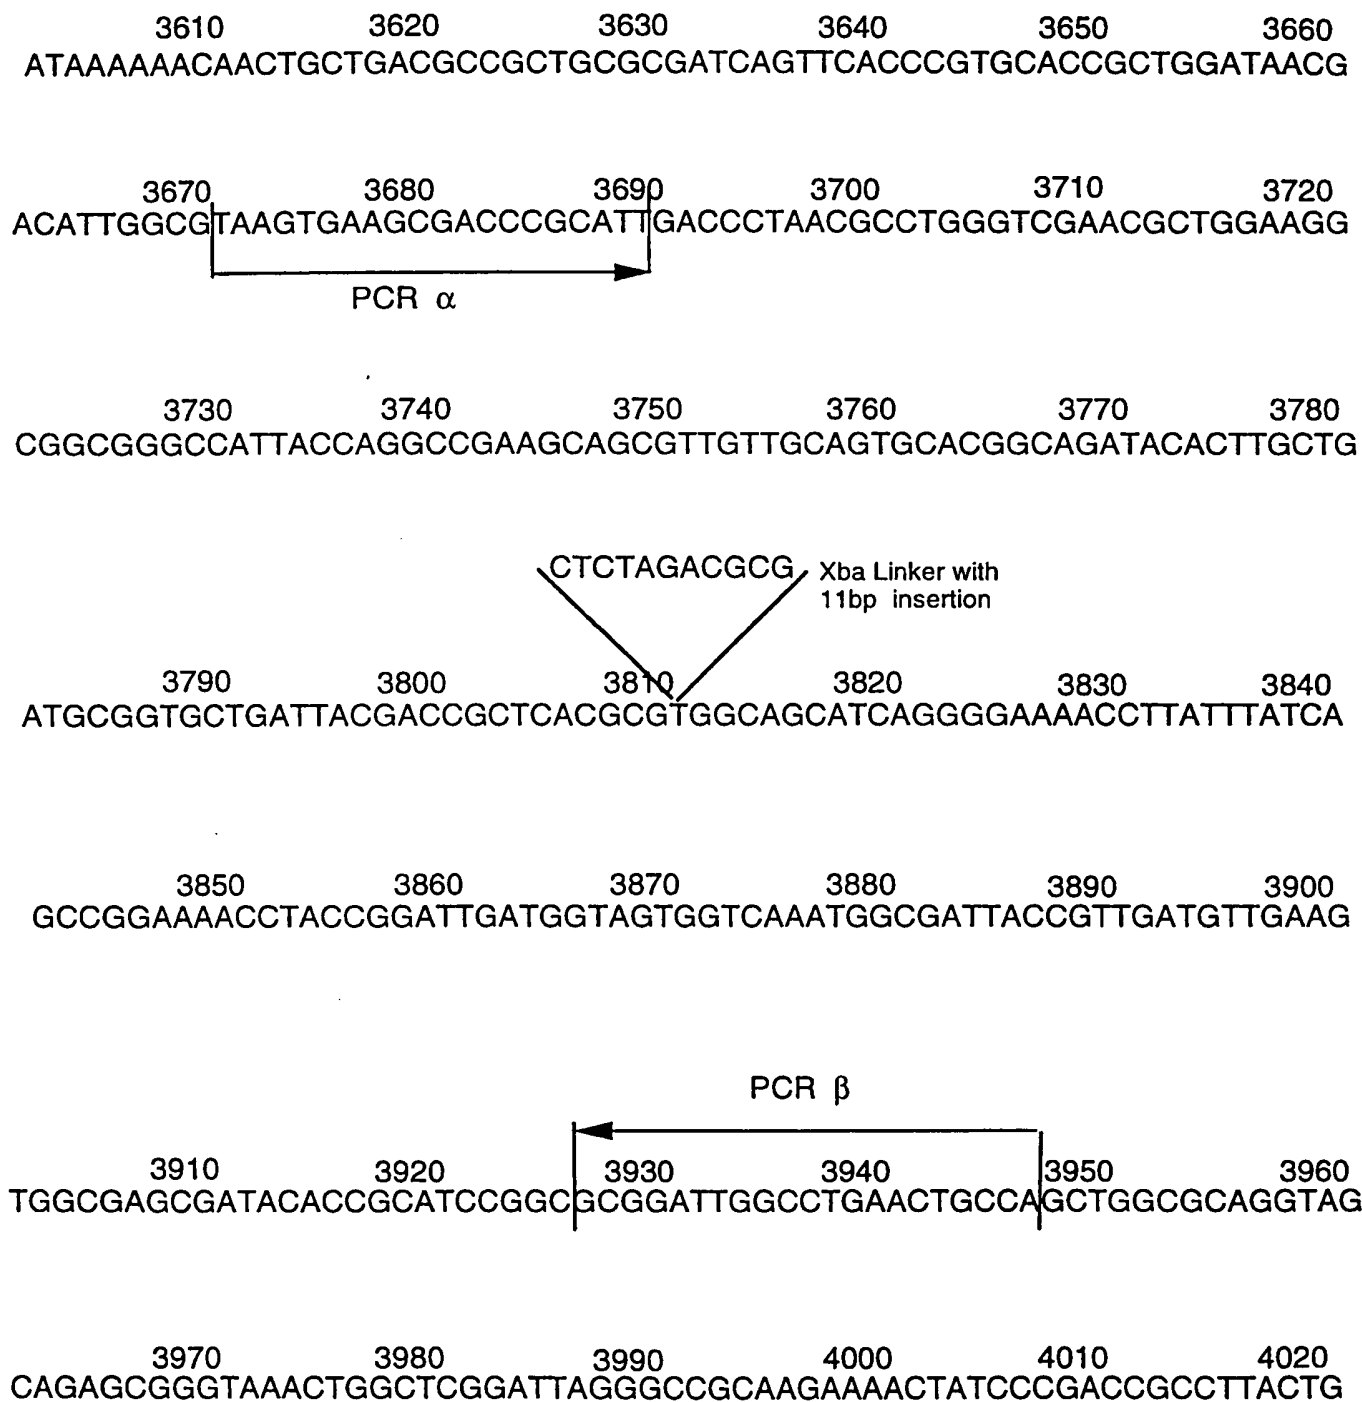 3610 3620 3630 3640 3650 3660
ATAAAAAACAACTGCTGACGCCGCTGCGCGATCAGTTCACCCGTGCACCGCTGGATAACG
3670 3680 3690 3700 3710 3720
ACATTGGCGTAAGTGAAGCGACCCGCATTGACCCTAACGCCTGGGTCGAACGCTGGAAGG
PCR α
3730 3740 3750 3760 3770 3780
CGGCGGGCCATTACCAGGCCGAAGCAGCGTTGTTGCAGTGCACGGCAGATACACTTGCTG
CTCTAGACGCG Xba Linker with
11bp insertion
3790 3800 3810 3820 3830 3840
ATGCGGTGCTGATTACGACCGCTCACGCGTGGCAGCATCAGGGGAAAACCTTATTTATCA
3850 3860 3870 3880 3890 3900
GCCGGAAAACCTACCGGATTGATGGTAGTGGTCAAATGGCGATTACCGTTGATGTTGAAG
PCR β
3910 3920 3930 3940 3950 3960
TGGCGAGCGATACACCGCATCCGGCGCGGATTGGCCTGAACTGCCAGCTGGCGCAGGTAG
3970 3980 3990 4000 4010 4020
CAGAGCGGGTAAACTGGCTCGGATTAGGGCCGCAAGAAAACTATCCCGACCGCCTTACTG